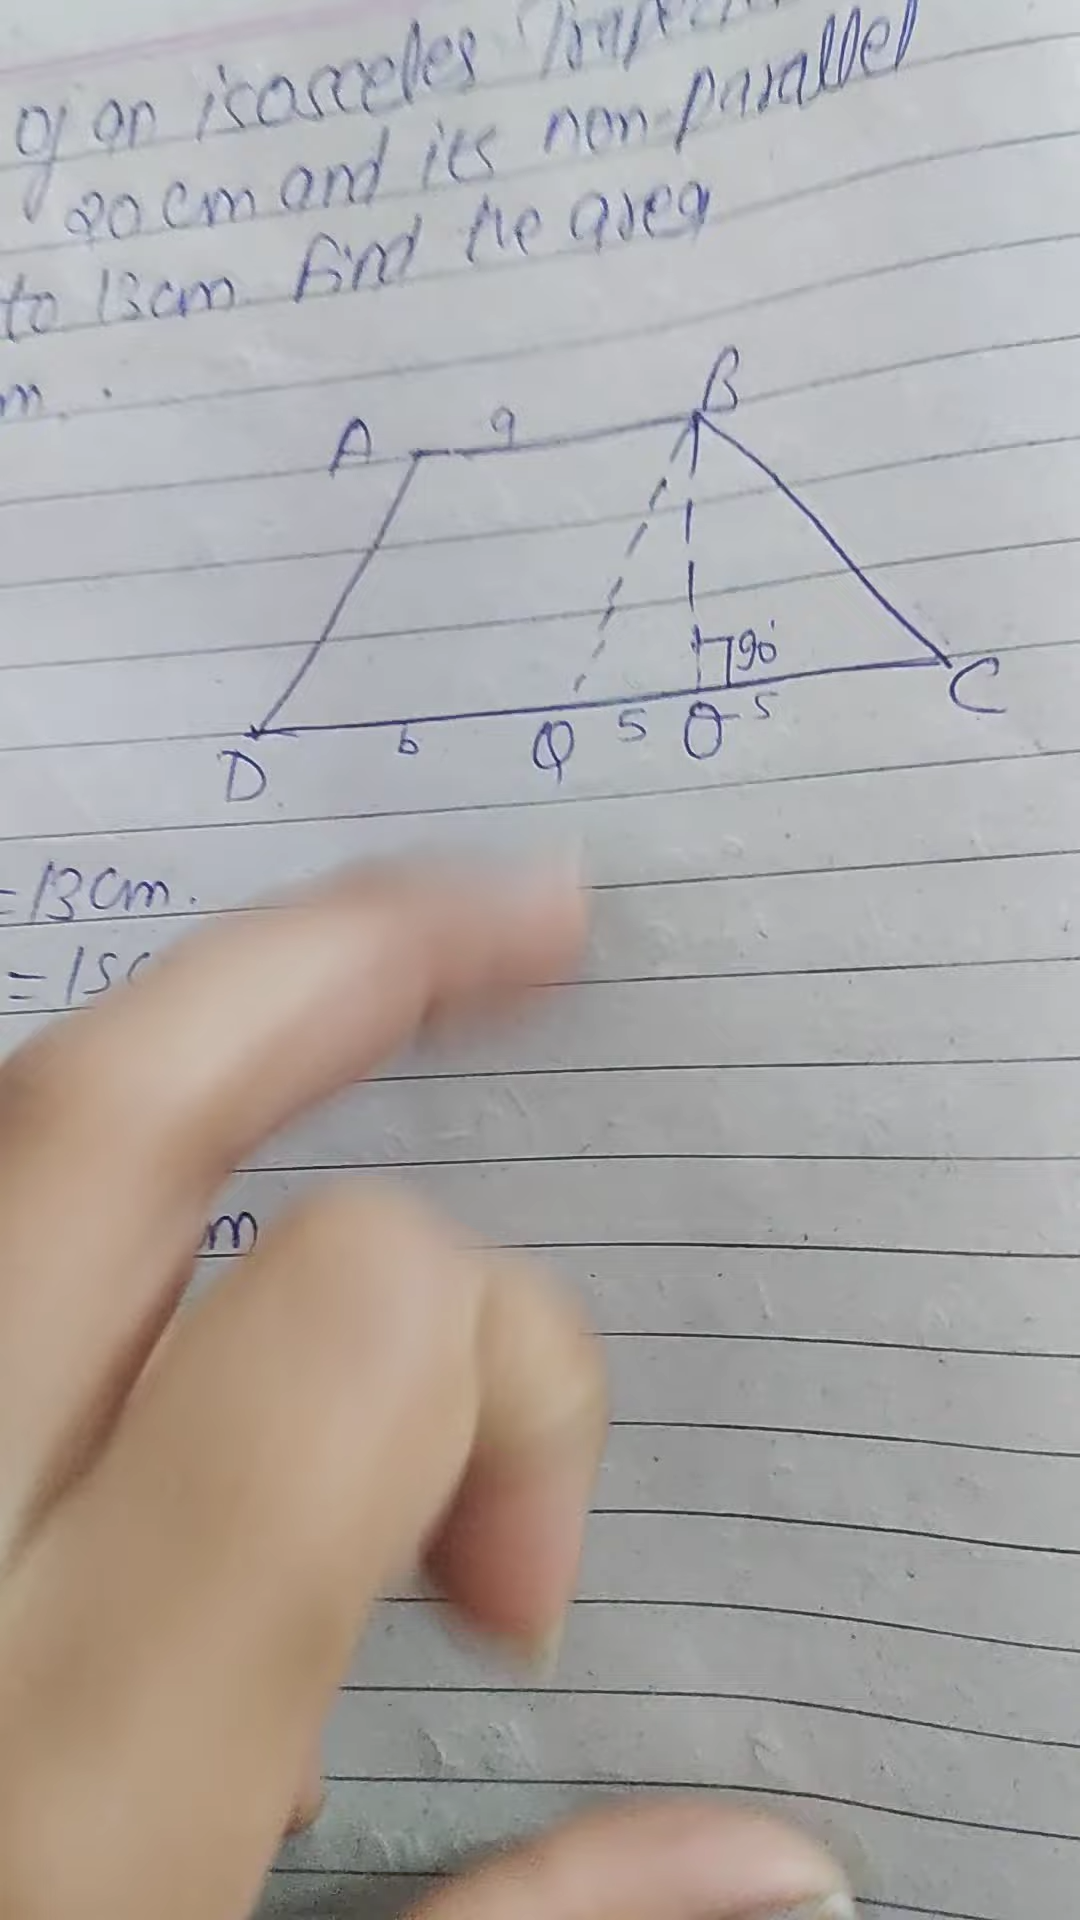 of an isosceles
20 cm and its non-parallel
to 13cm. Find the area
m.
B
A 9
790°
C
D 6 Q 5 O 5
=13cm.
=15
m